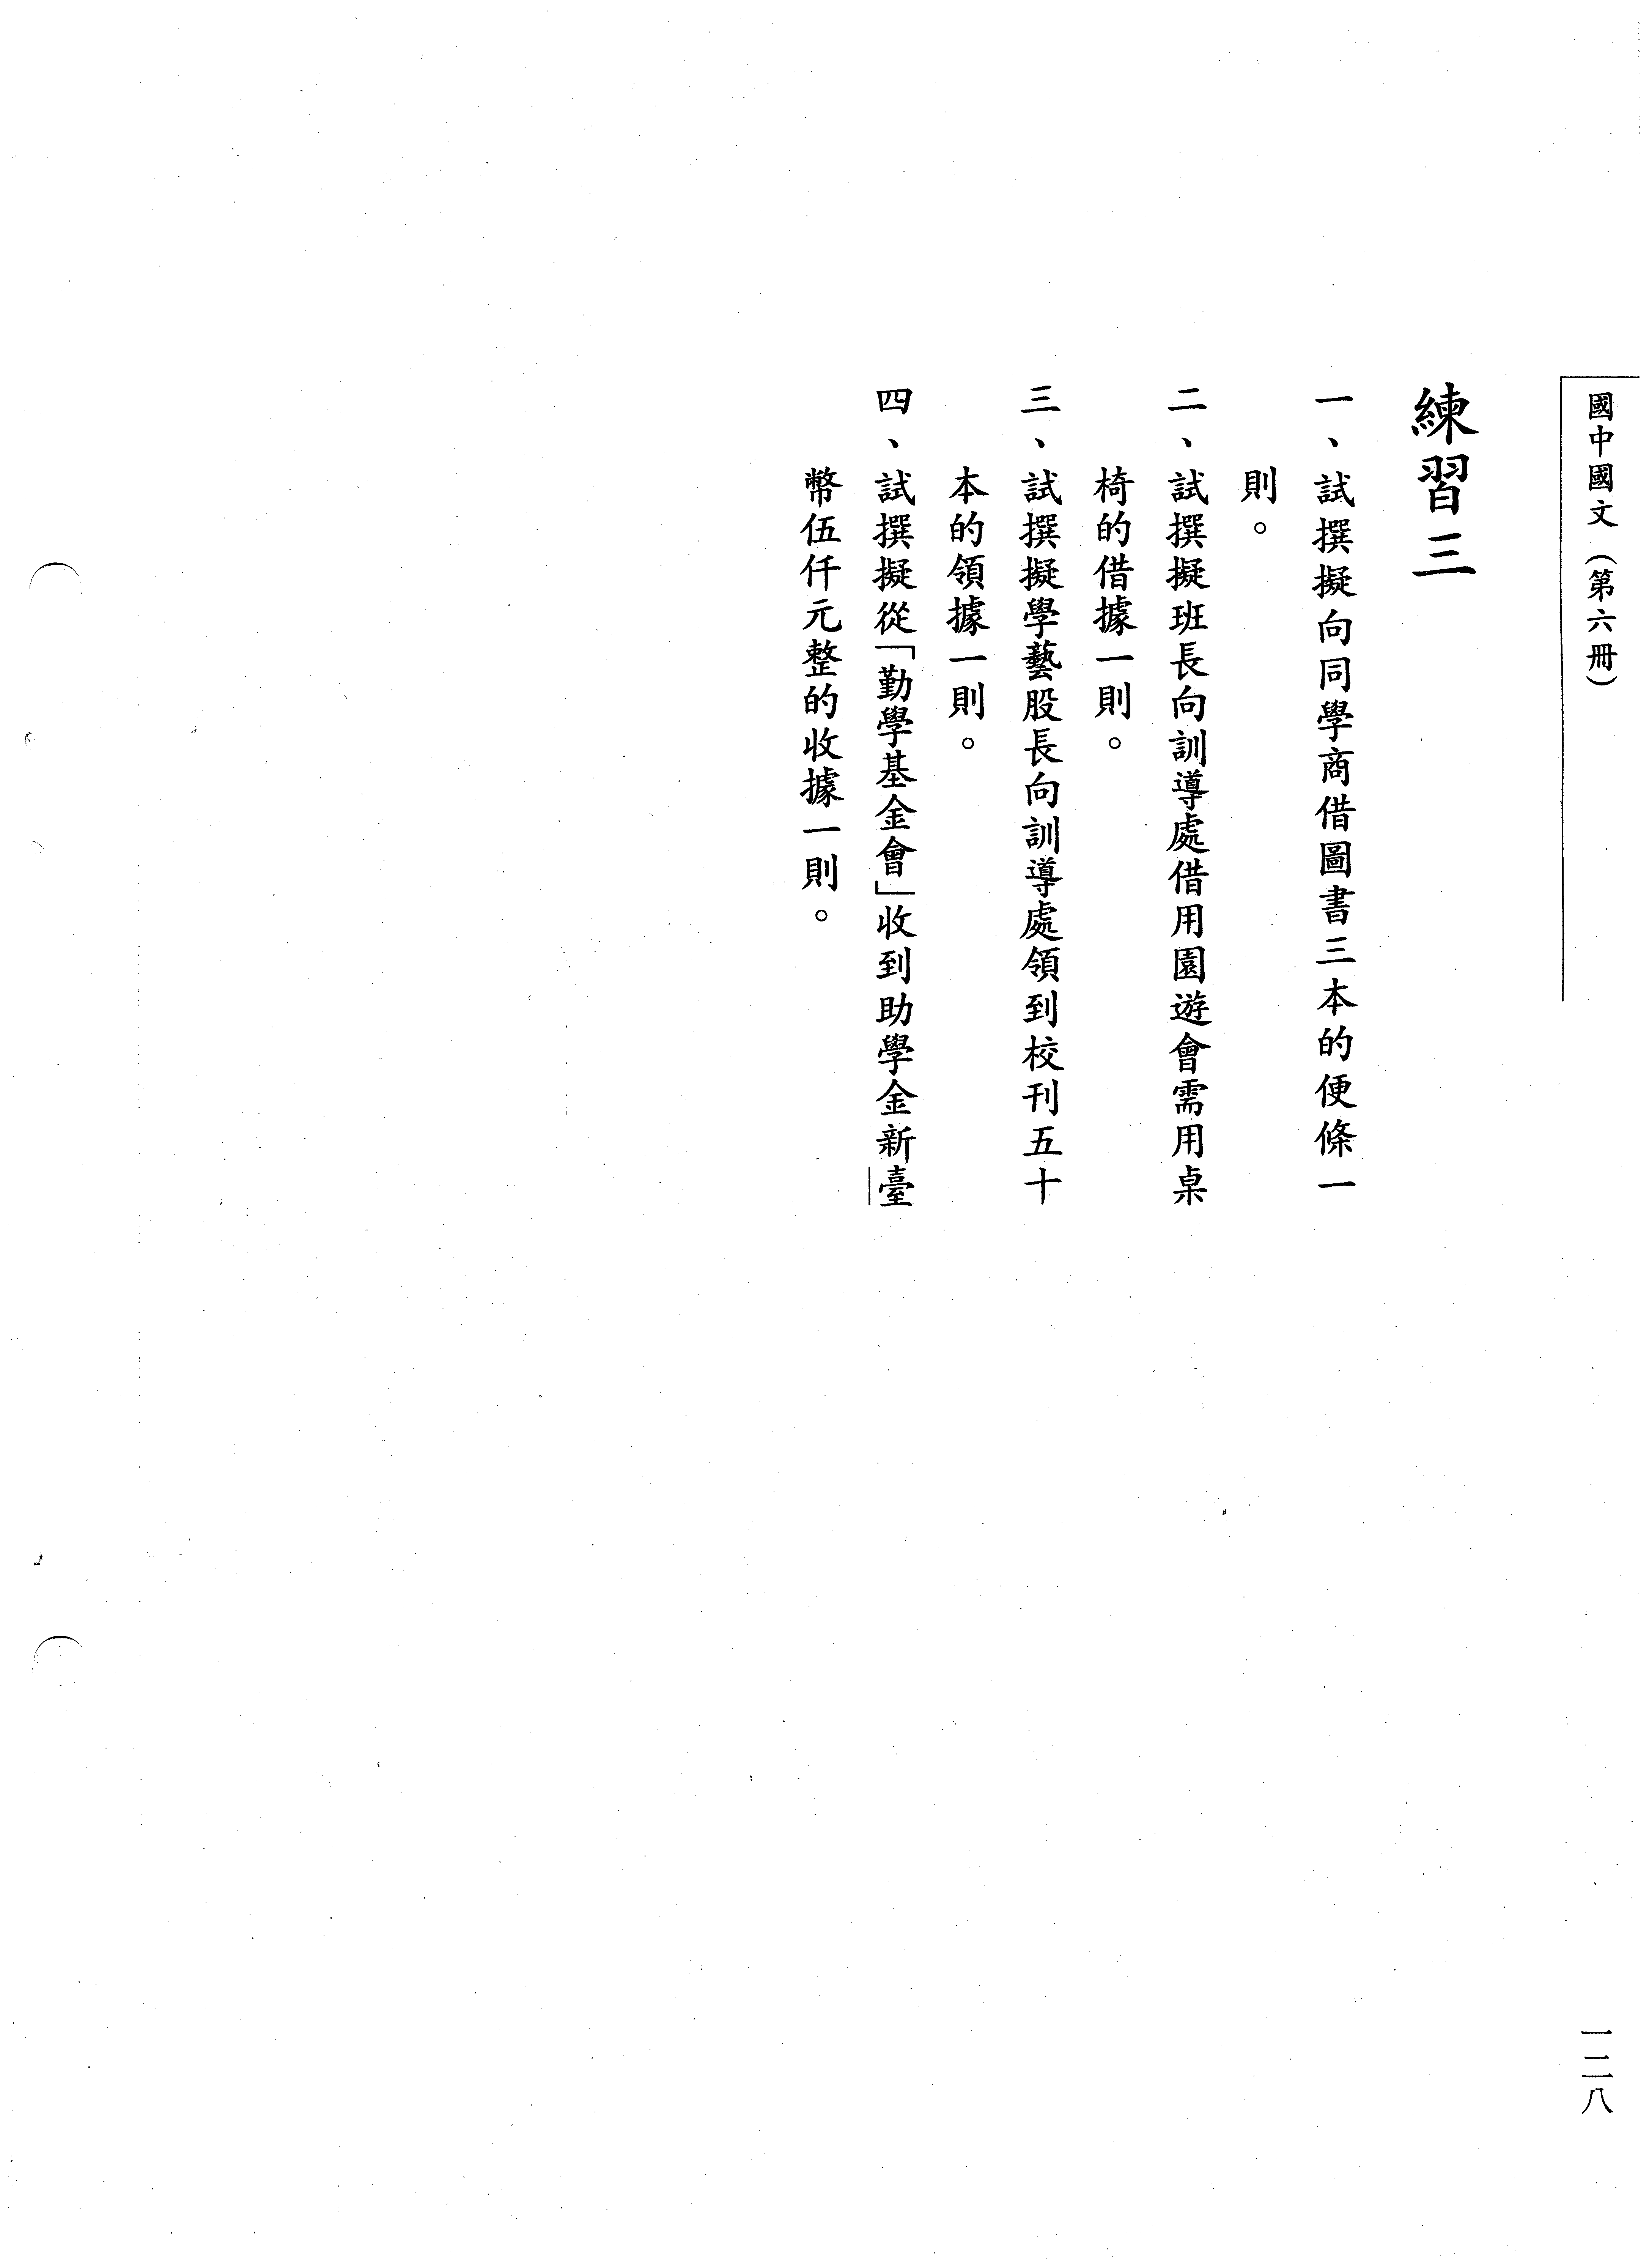 國中國文（第六冊）
練習三
一、試撰擬向同學商借圖書三本的便條一
則。
二、試撰擬班長向訓導處借用園遊會需用桌
椅的借據一則。
三、試撰擬學藝股長向訓導處領到校刊五十
本的領據一則。
四、試撰擬從「勤學基金會」收到助學金新臺
幣伍仟元整的收據一則。
一二八